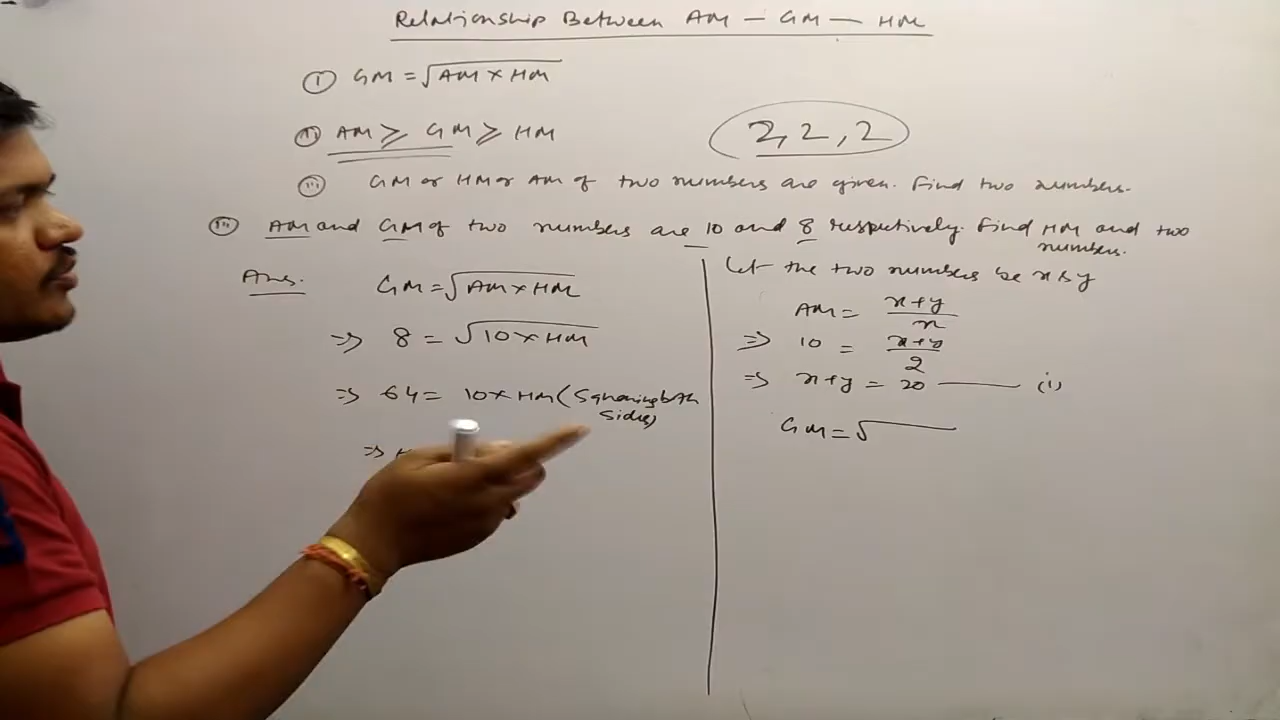 Relationship Between AM — GM — HM
(i) GM = √AM × HM
(ii) AM ≥ GM ≥ HM
2, 2, 2
(iii) GM or HM or AM of two numbers are given. Find two numbers.
(iii) AM and GM of two numbers are 10 and 8 respectively. Find HM and two
numbers.
Ans.
GM = √AM × HM
⇒ 8 = √10 × HM
⇒ 64 = 10 × HM (Squaring both
sides)
⇒
Let the two numbers be x & y
AM = x+y/n
⇒ 10 = x+y/2
⇒ x+y = 20 — (i)
GM = √